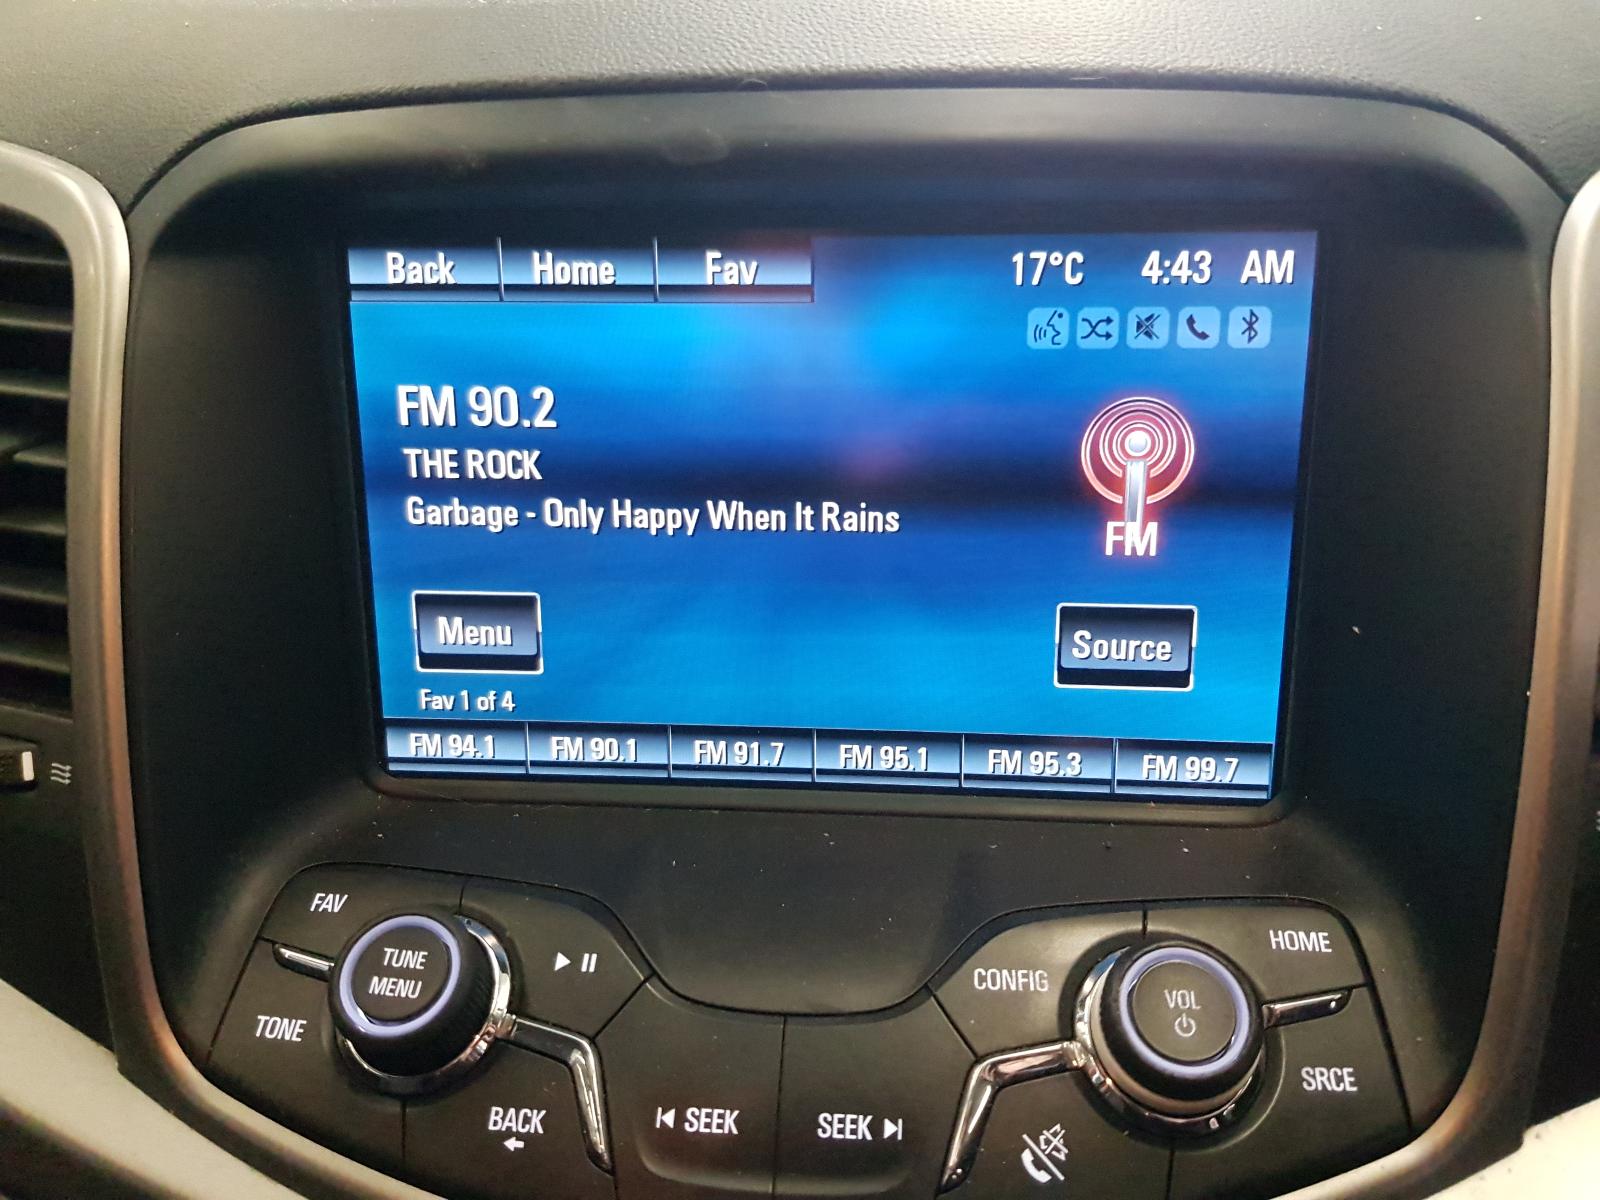 Back Home Fav 17°C 4:43 AM
FM 90.2
THE ROCK
Garbage - Only Happy When It Rains
FM
Menu
Source
Fav 1 of 4
FM 94.1 FM 90.1 FM 91.7 FM 95.1 FM 95.3 FM 99.7
FAV
TUNE
MENU
TONE
BACK
SEEK
SEEK
CONFIG
VOL
HOME
SRCE